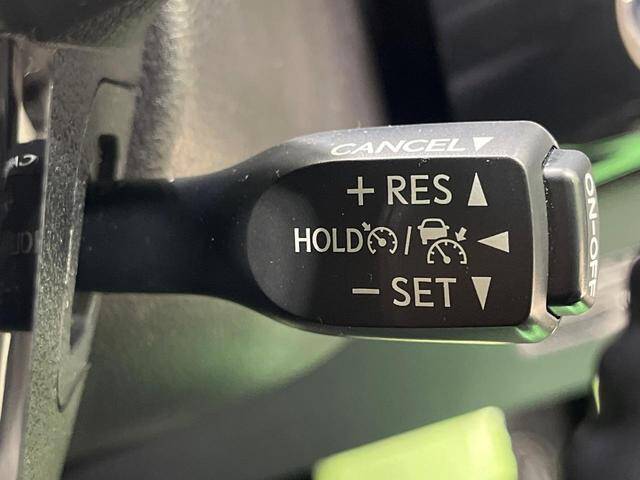 CANCEL▼
+ RES ▲
HOLD / ◄
− SET ▼
ON-OFF